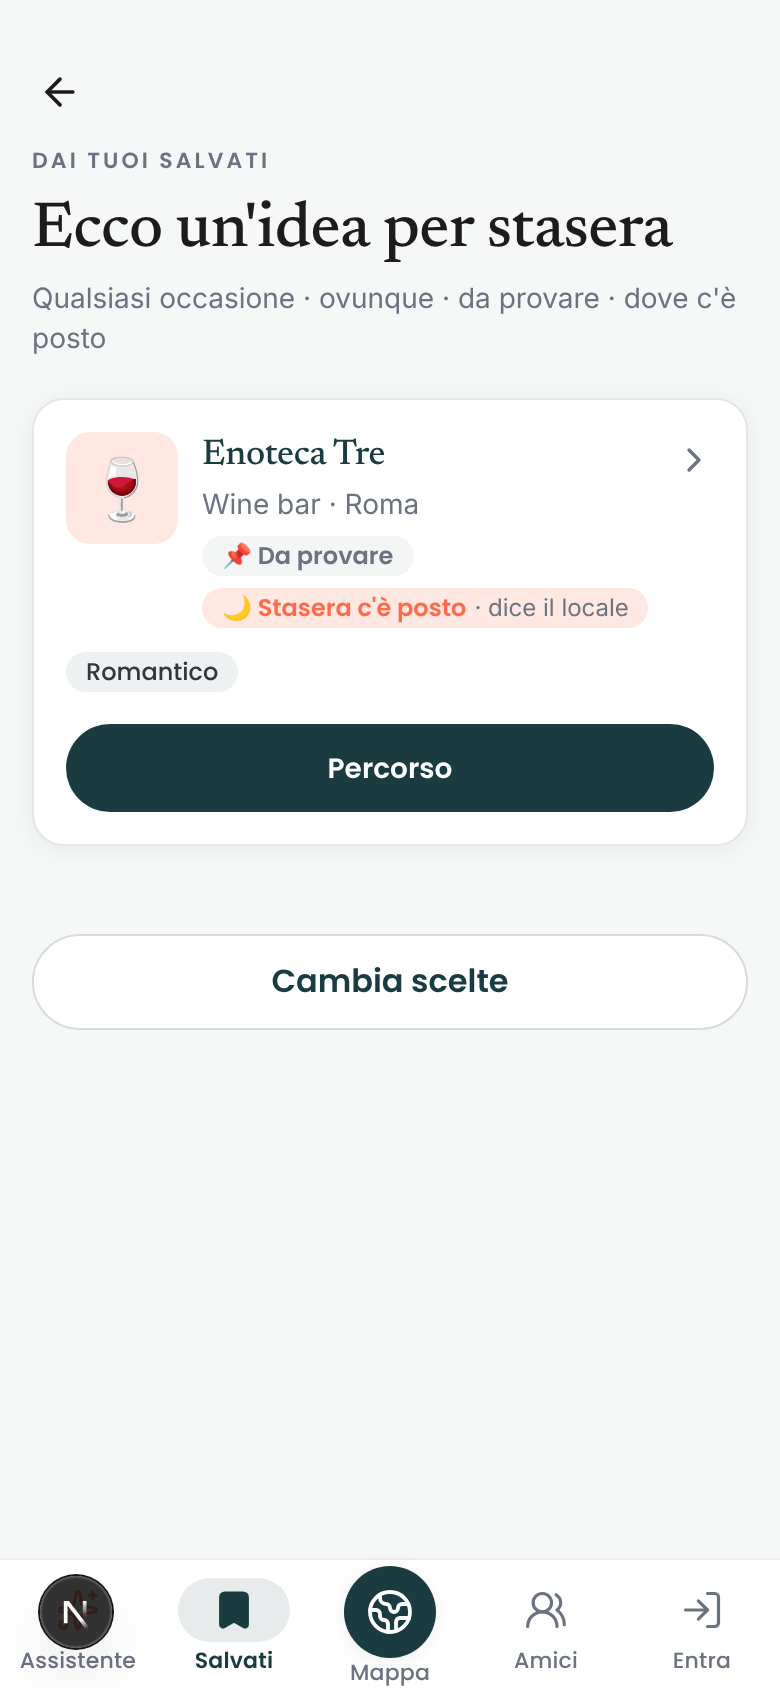 DAI TUOI SALVATI
Ecco un'idea per stasera
Qualsiasi occasione · ovunque · da provare · dove c'è
posto
Enoteca Tre
Wine bar · Roma
📌 Da provare
🌙 Stasera c'è posto · dice il locale
Romantico
Percorso
Cambia scelte
N
Assistente
Salvati
Mappa
Amici
Entra